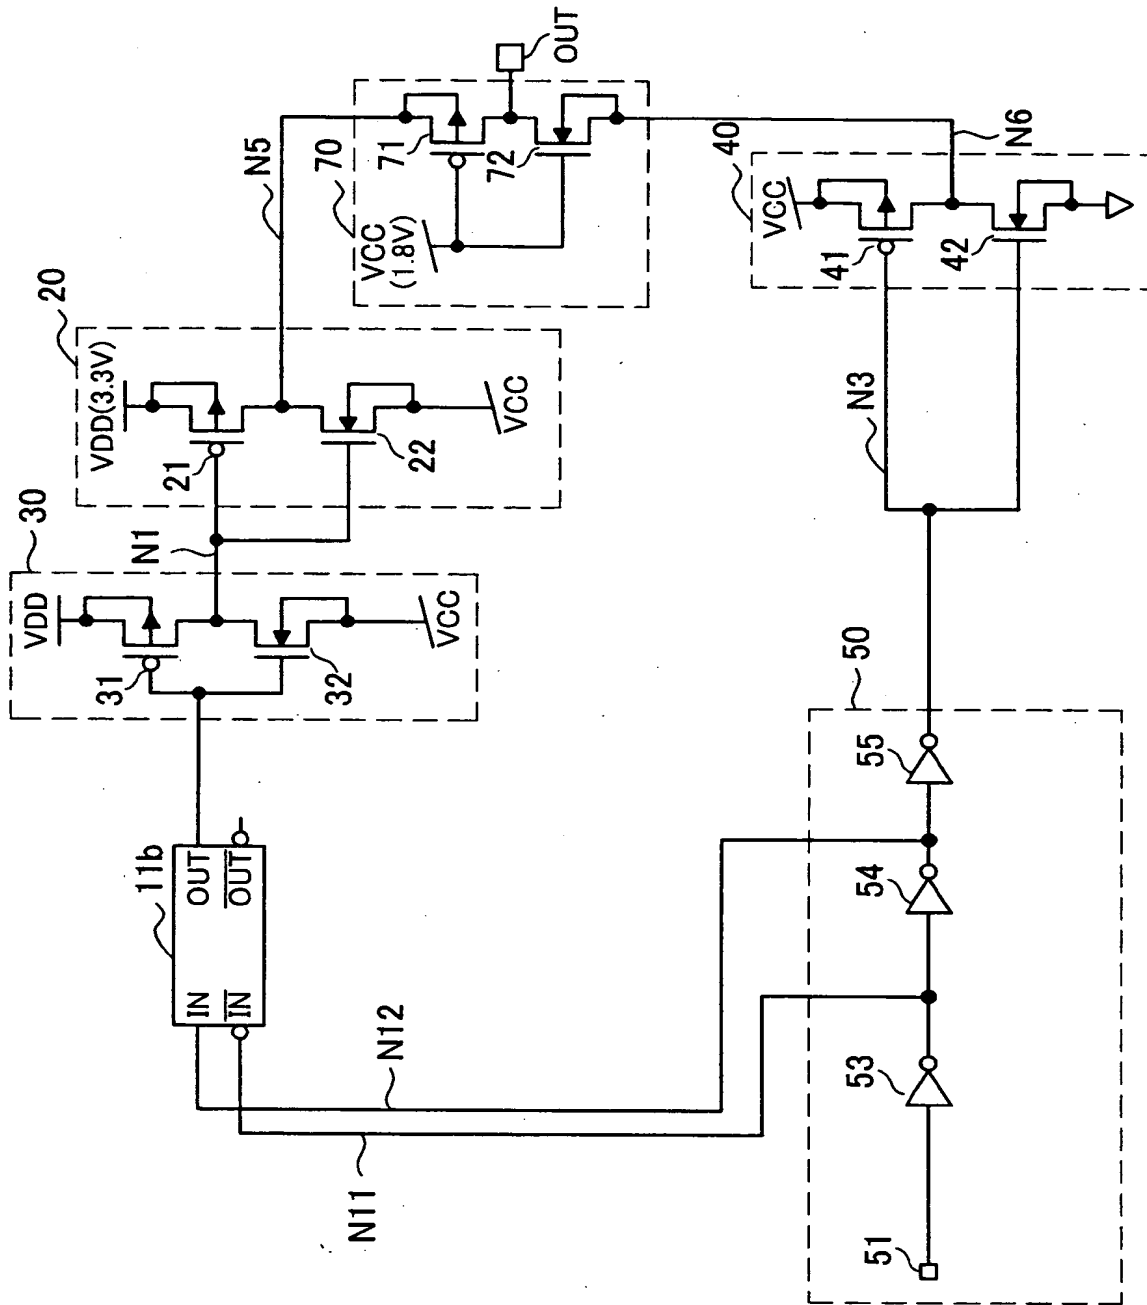 OUT
N5
70
71
72
VCC
(1.8V)
40
N6
VCC
41
42
20
VDD(3.3V)
21
22
VCC
N3
30
N1
VDD
31
32
VCC
50
55
54
53
51
11b
IN
OUT
IN
OUT
N12
N11